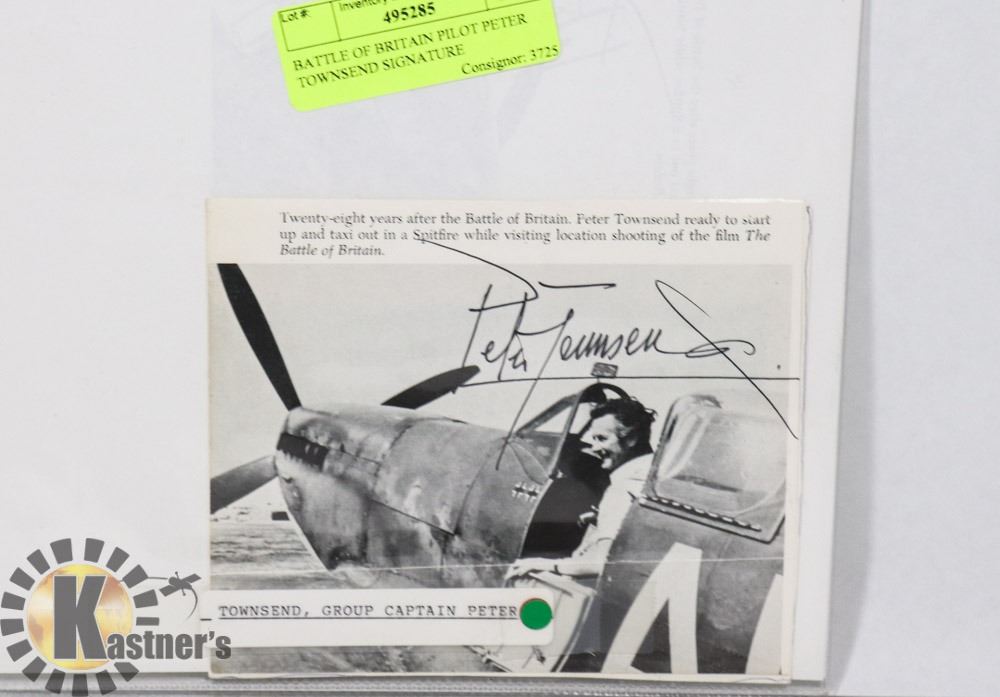 Lot #:
Inventory
495285
BATTLE OF BRITAIN PILOT PETER
TOWNSEND SIGNATURE
Consignor: 3725
Twenty-eight years after the Battle of Britain. Peter Townsend ready to start
up and taxi out in a Spitfire while visiting location shooting of the film The
Battle of Britain.
Peter Townsend
TOWNSEND, GROUP CAPTAIN PETER
Kastner's
A